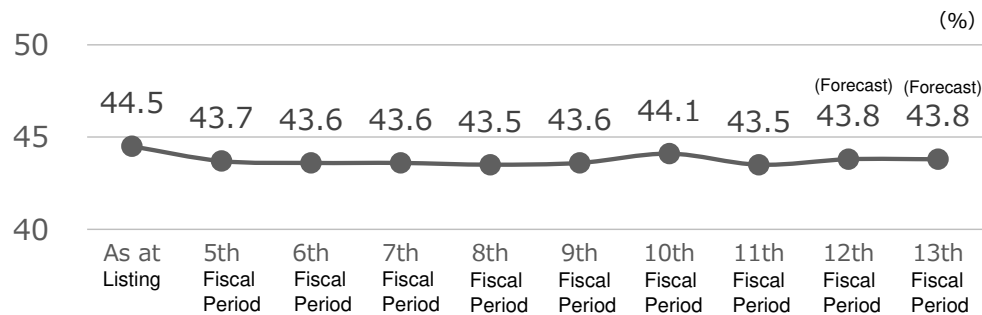 (%)
50
(Forecast) (Forecast)
44.5 43.7 43.6 43.6 43.5 43.6 44.1 43.5 43.8 43.8
45
40
As at 5th 6th 7th 8th 9th 10th 11th 12th 13th
Listing Fiscal Fiscal Fiscal Fiscal Fiscal Fiscal Fiscal Fiscal Fiscal
Period Period Period Period Period Period Period Period Period